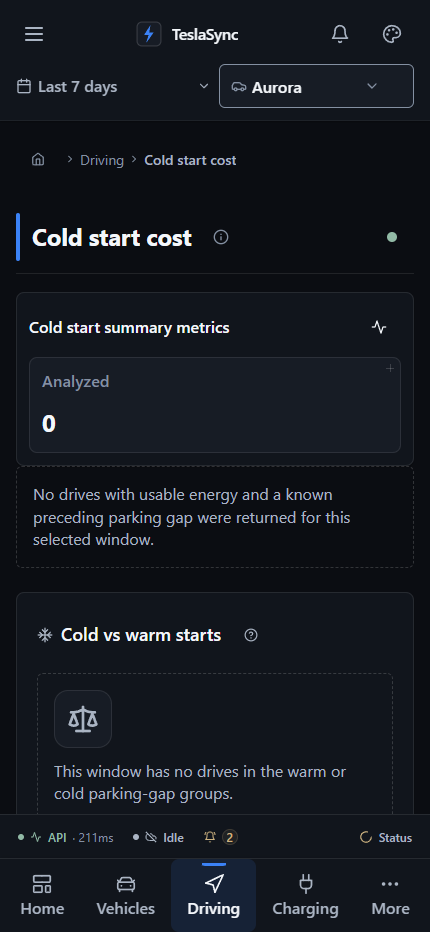 TeslaSync
Last 7 days
Aurora
Driving
Cold start cost
Cold start cost
Cold start summary metrics
Analyzed
0
No drives with usable energy and a known
preceding parking gap were returned for this
selected window.
Cold vs warm starts
This window has no drives in the warm or
cold parking-gap groups.
API · 211ms
Idle
2
Status
Home
Vehicles
Driving
Charging
More